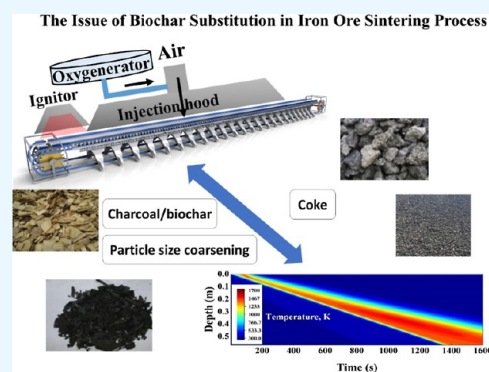 The Issue of Biochar Substitution in Iron Ore Sintering Process
Air
Oxygenerator
Ignitor
Injection hood
Coke
Charcoal/biochar
Particle size coarsening
0.0
0.1
0.2
0.3
0.4
0.5
Depth (m)
1700
1467
1233
1000
766.7
533.3
300.0
Temperature, K
200 400 600 800 1000 1200 1400 1600
Time (s)